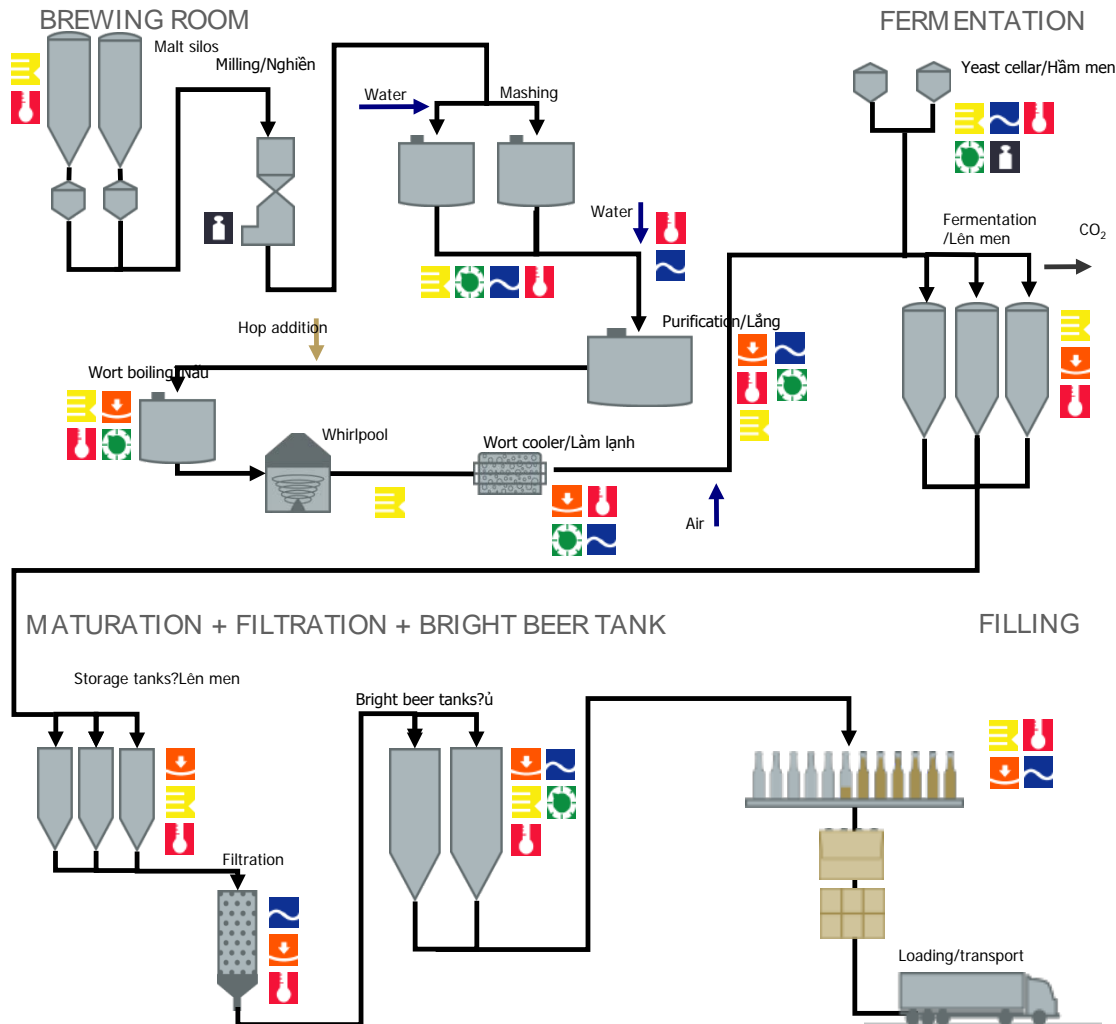 BREWING ROOM
FERMENTATION
Malt silos
Milling/Nghiền
Yeast cellar/Hầm men
Water
Mashing
Water
Fermentation
/Lên men
CO₂
Hop addition
Purification/Lắng
Wort boiling/Nấu
Whirlpool
Wort cooler/Làm lạnh
Air
MATURATION + FILTRATION + BRIGHT BEER TANK
FILLING
Storage tanks?Lên men
Bright beer tanks?ủ
Filtration
Loading/transport